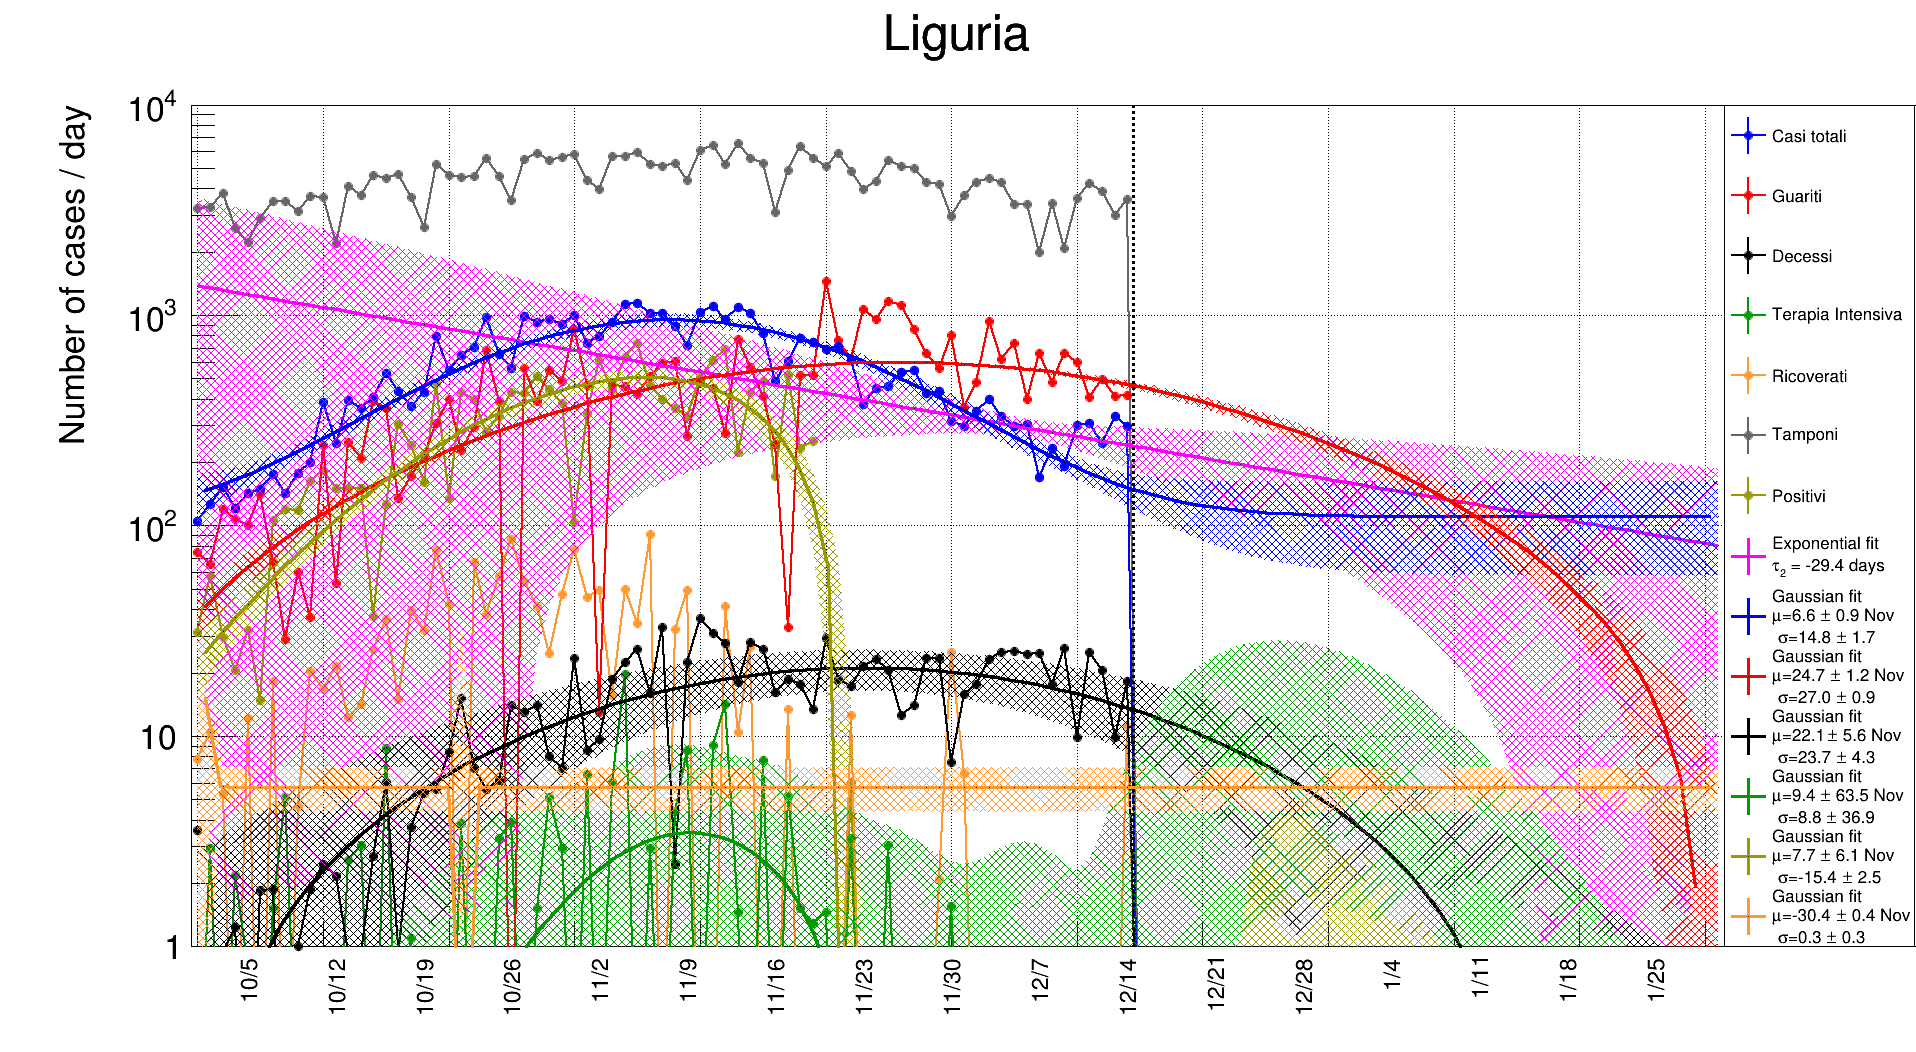 Liguria
Number of cases / day
10⁴
10³
10²
10
1
10/5
10/12
10/19
10/26
11/2
11/9
11/16
11/23
11/30
12/7
12/14
12/21
12/28
1/4
1/11
1/18
1/25
Casi totali
Guariti
Decessi
Terapia Intensiva
Ricoverati
Tamponi
Positivi
Exponential fit
τ₂ = -29.4 days
Gaussian fit
μ=6.6 ± 0.9 Nov
σ=14.8 ± 1.7
Gaussian fit
μ=24.7 ± 1.2 Nov
σ=27.0 ± 0.9
Gaussian fit
μ=22.1 ± 5.6 Nov
σ=23.7 ± 4.3
Gaussian fit
μ=9.4 ± 63.5 Nov
σ=8.8 ± 36.9
Gaussian fit
μ=7.7 ± 6.1 Nov
σ=-15.4 ± 2.5
Gaussian fit
μ=-30.4 ± 0.4 Nov
σ=0.3 ± 0.3